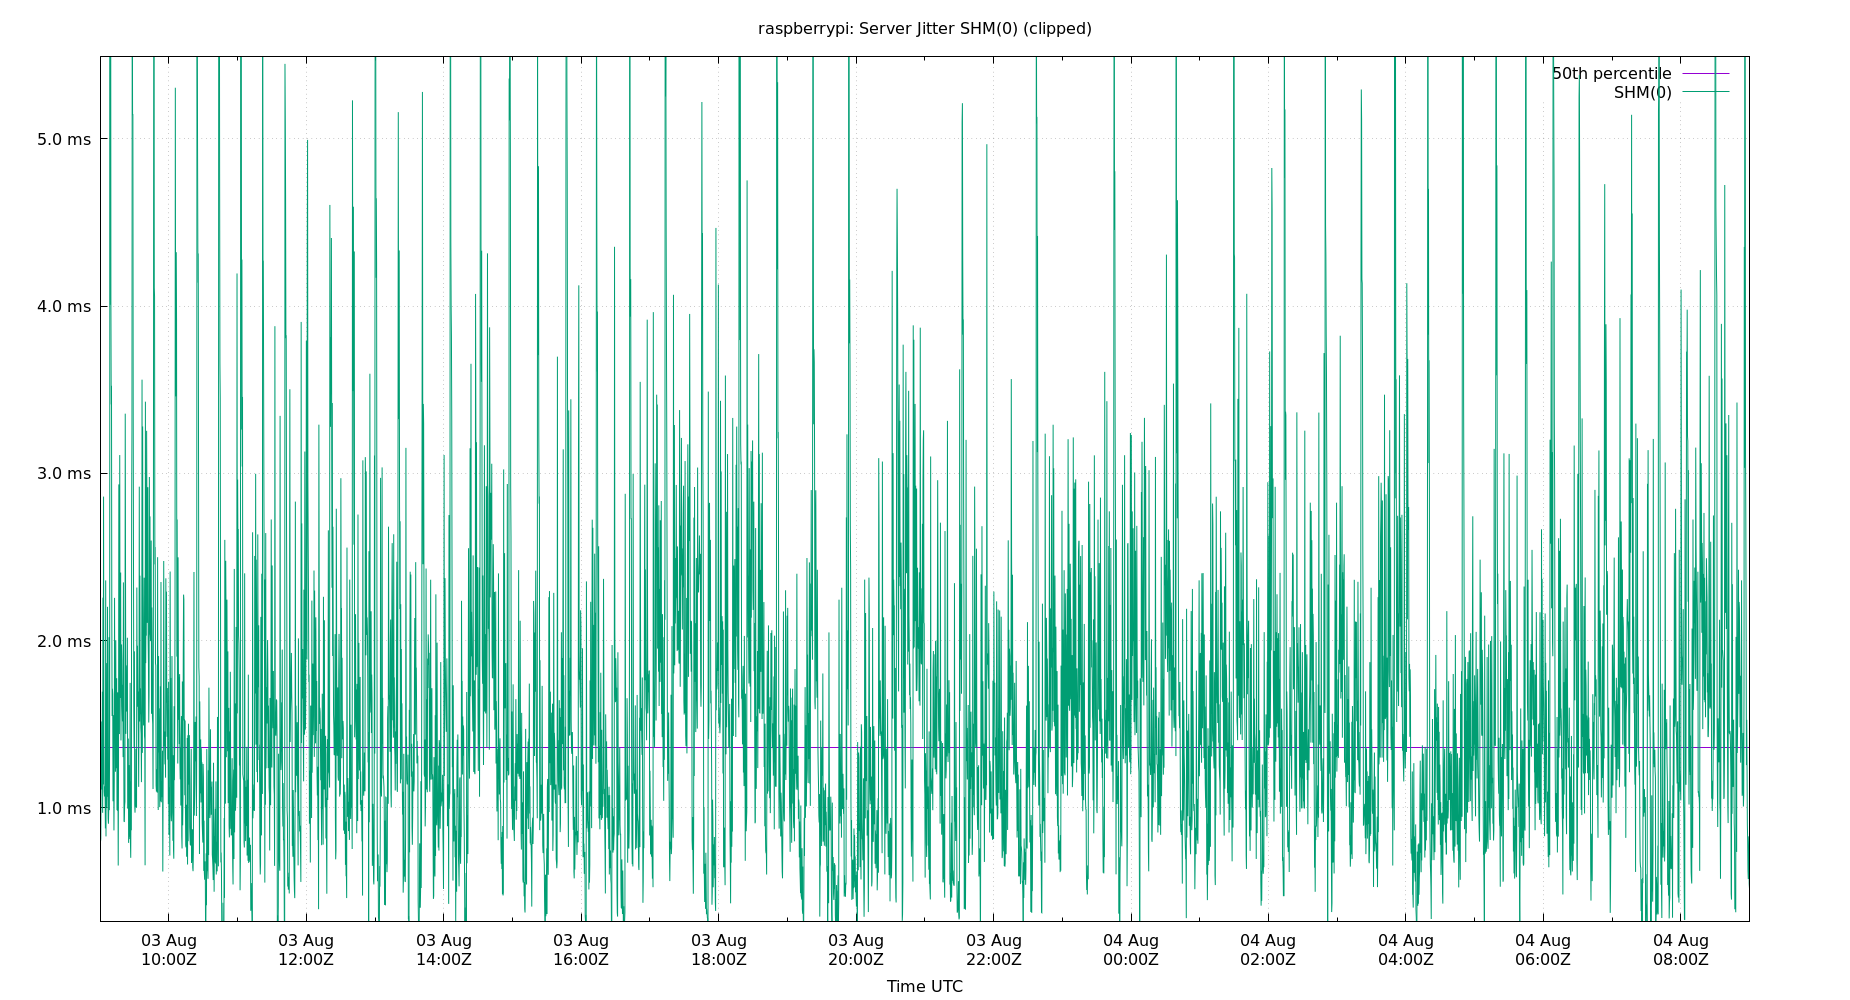 raspberrypi: Server Jitter SHM(0) (clipped)
50th percentile
SHM(0)
5.0 ms
4.0 ms
3.0 ms
2.0 ms
1.0 ms
03 Aug 03 Aug 03 Aug 03 Aug 03 Aug 03 Aug 03 Aug 04 Aug 04 Aug 04 Aug 04 Aug 04 Aug
10:00Z 12:00Z 14:00Z 16:00Z 18:00Z 20:00Z 22:00Z 00:00Z 02:00Z 04:00Z 06:00Z 08:00Z
Time UTC